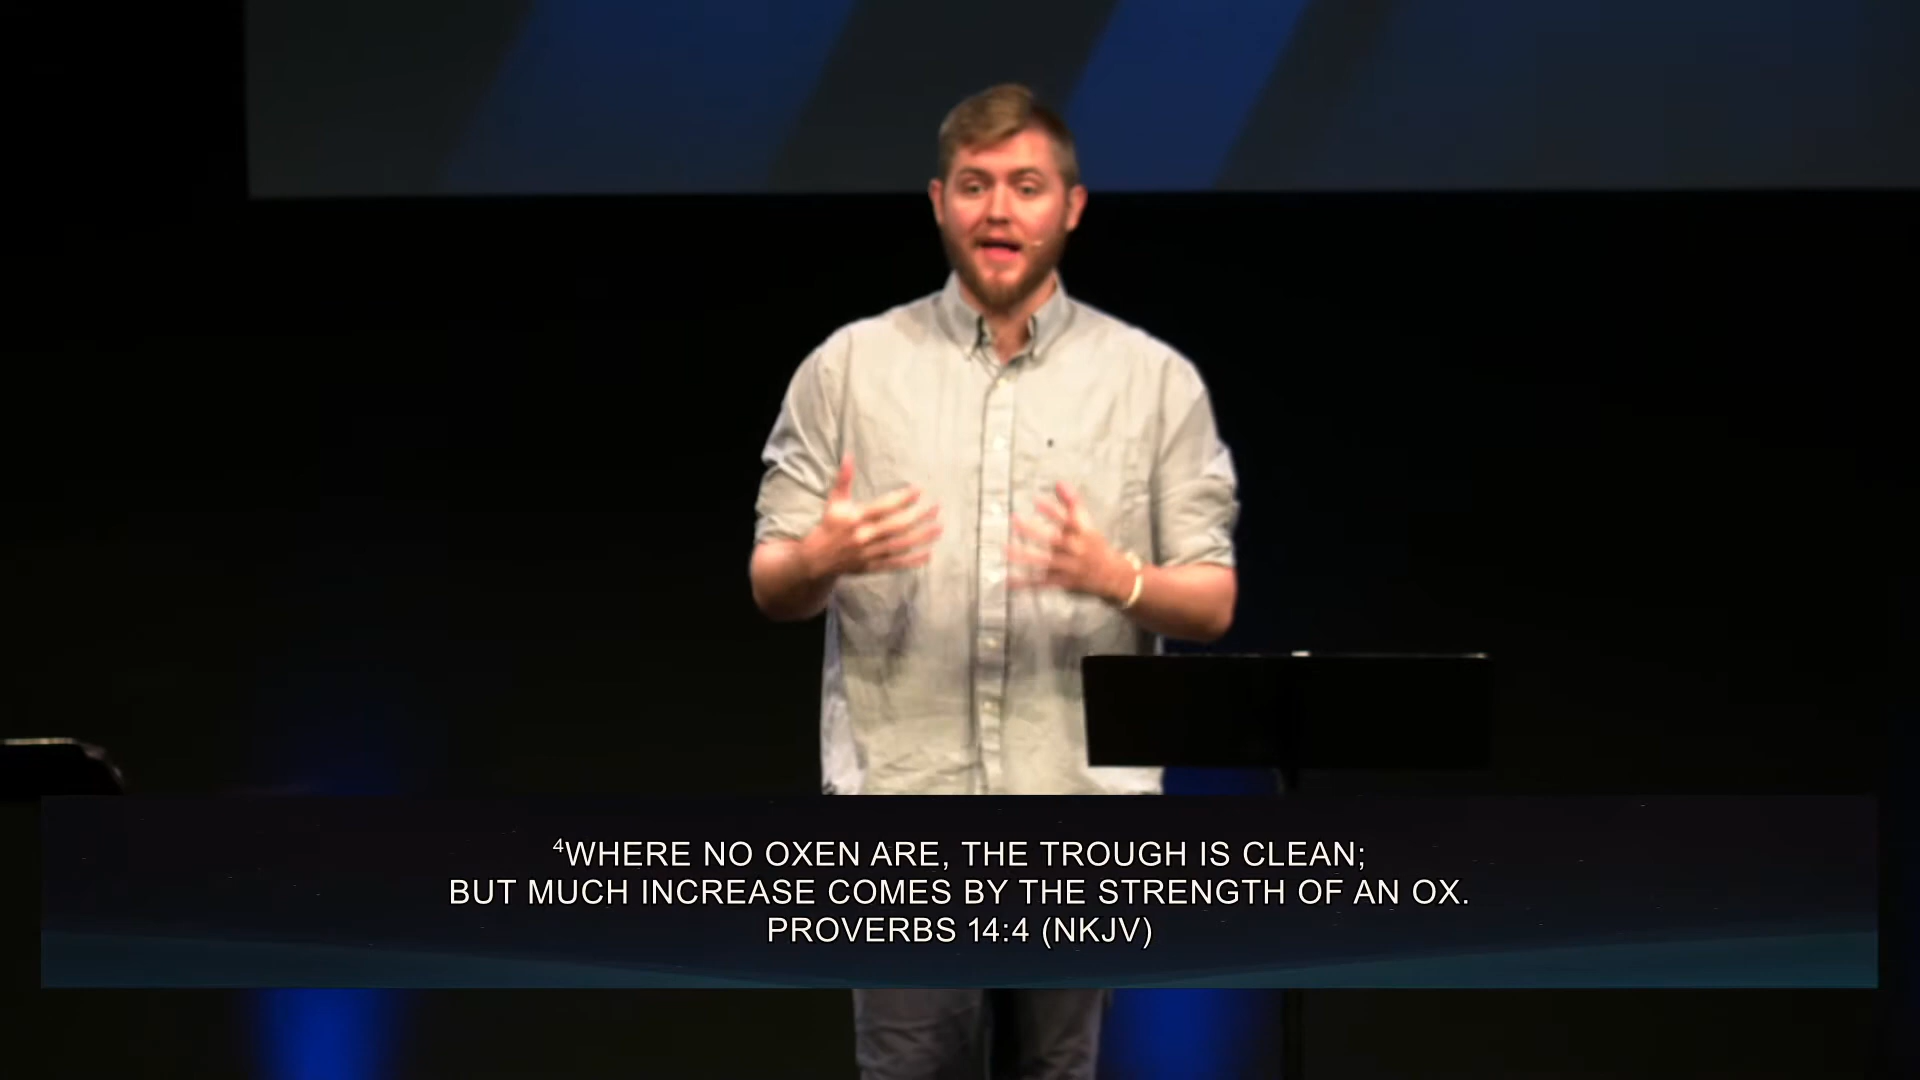 ⁴WHERE NO OXEN ARE, THE TROUGH IS CLEAN;
BUT MUCH INCREASE COMES BY THE STRENGTH OF AN OX.
PROVERBS 14:4 (NKJV)